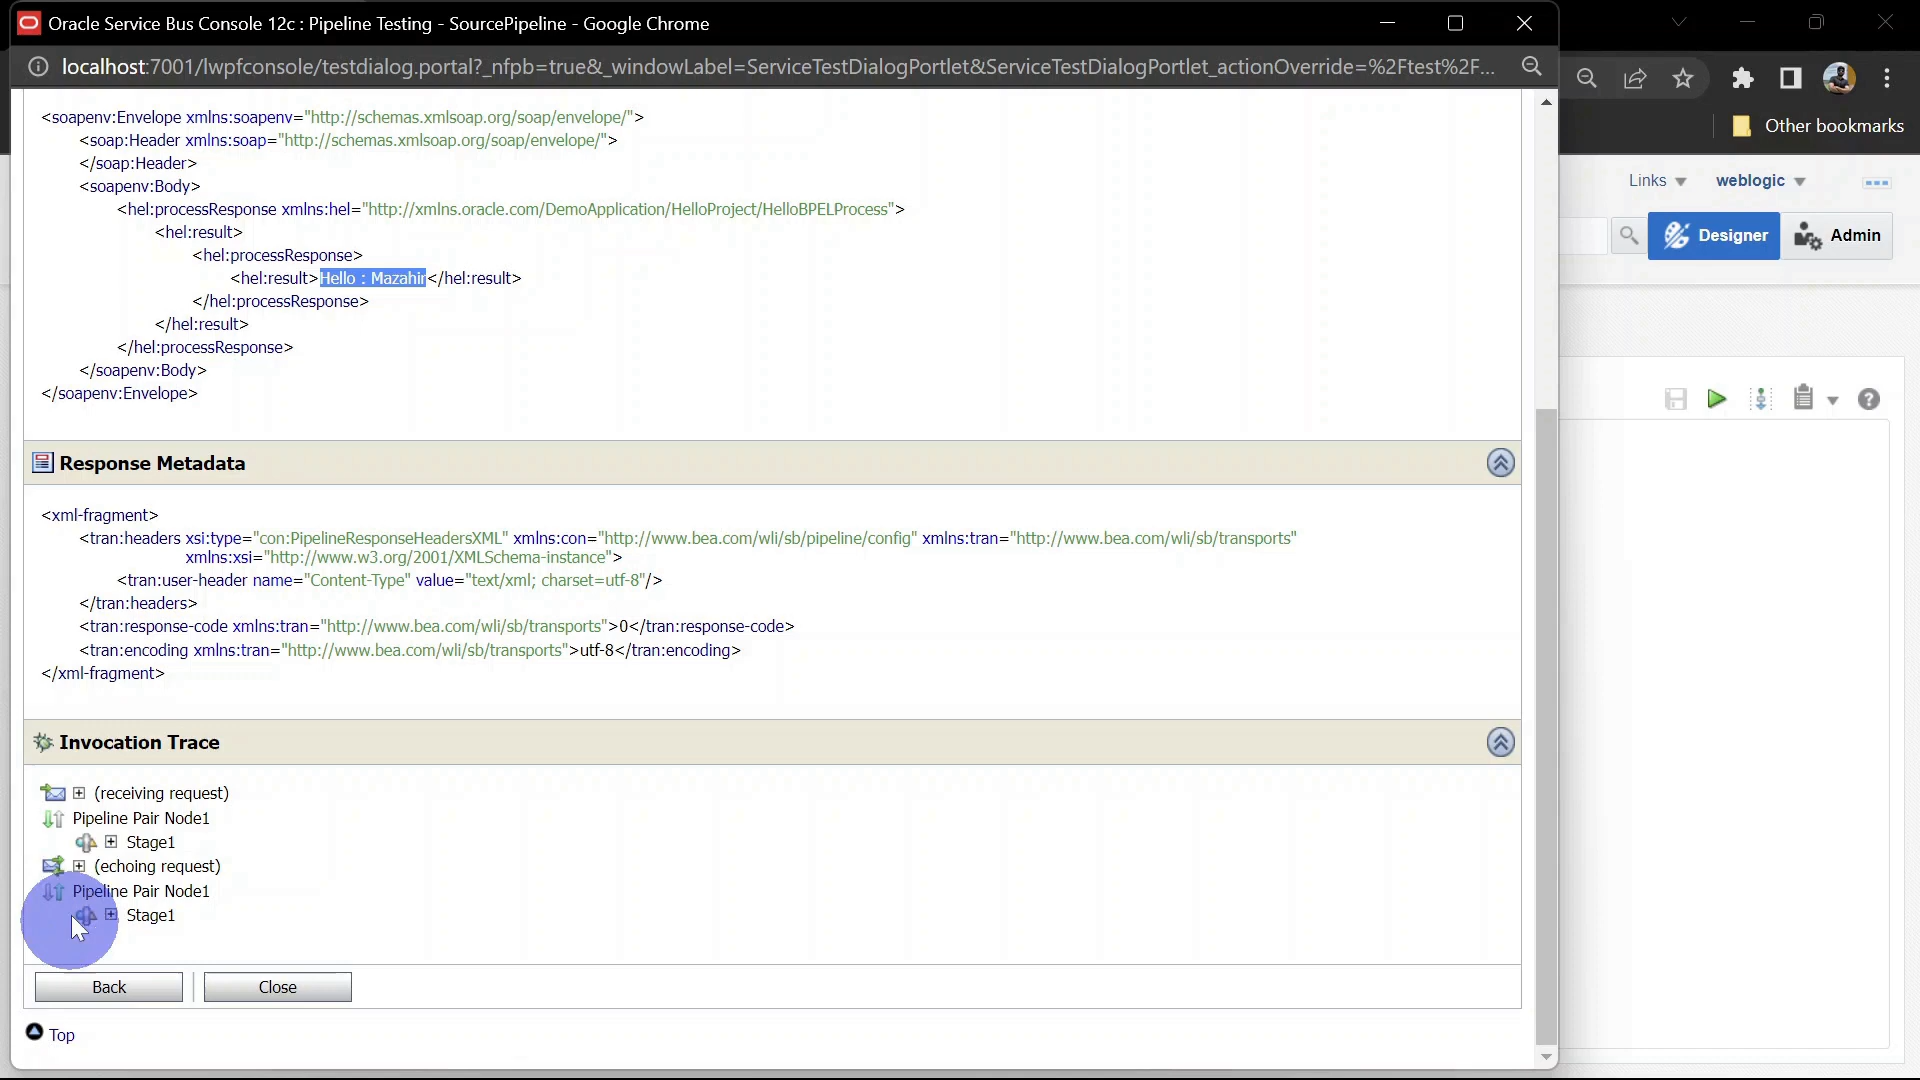 Oracle Service Bus Console 12c : Pipeline Testing - SourcePipeline - Google Chrome
localhost:7001/lwpfconsole/testdialog.portal?_nfpb=true&_windowLabel=ServiceTestDialogPortlet&ServiceTestDialogPortlet_actionOverride=%2Ftest%2F...
Other bookmarks
Links
weblogic
Designer
Admin
<soapenv:Envelope xmlns:soapenv="http://schemas.xmlsoap.org/soap/envelope/">
<soap:Header xmlns:soap="http://schemas.xmlsoap.org/soap/envelope/">
</soap:Header>
<soapenv:Body>
<hel:processResponse xmlns:hel="http://xmlns.oracle.com/DemoApplication/HelloProject/HelloBPELProcess">
<hel:result>
<hel:processResponse>
<hel:result>Hello : Mazahir</hel:result>
</hel:processResponse>
</hel:result>
</hel:processResponse>
</soapenv:Body>
</soapenv:Envelope>
Response Metadata
<xml-fragment>
<tran:headers xsi:type="con:PipelineResponseHeadersXML" xmlns:con="http://www.bea.com/wli/sb/pipeline/config" xmlns:tran="http://www.bea.com/wli/sb/transports"
xmlns:xsi="http://www.w3.org/2001/XMLSchema-instance">
<tran:user-header name="Content-Type" value="text/xml; charset=utf-8"/>
</tran:headers>
<tran:response-code xmlns:tran="http://www.bea.com/wli/sb/transports">0</tran:response-code>
<tran:encoding xmlns:tran="http://www.bea.com/wli/sb/transports">utf-8</tran:encoding>
</xml-fragment>
Invocation Trace
(receiving request)
Pipeline Pair Node1
Stage1
(echoing request)
Pipeline Pair Node1
Stage1
Back
Close
Top